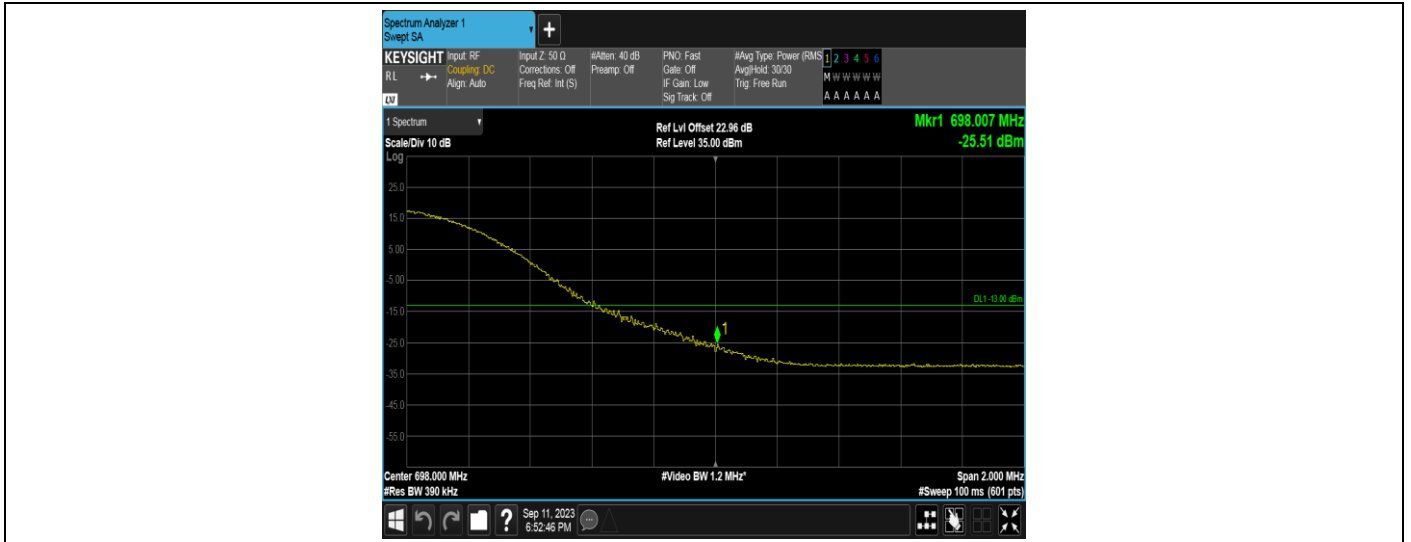 Spectrum Analyzer 1
Swept SA
+
KEYSIGHT
RL
LXI
Input: RF
Coupling: DC
Align: Auto
Input Z: 50 Ω
Corrections: Off
Freq Ref: Int (S)
#Atten: 40 dB
Preamp: Off
PNO: Fast
Gate: Off
IF Gain: Low
Sig Track: Off
#Avg Type: Power (RMS
Avg|Hold: 30/30
Trig: Free Run
1 2 3 4 5 6
M W W W W W
A A A A A A
1 Spectrum
Scale/Div 10 dB
Log
Ref Lvl Offset 22.96 dB
Ref Level 35.00 dBm
Mkr1 698.007 MHz
-25.51 dBm
25.0
15.0
5.00
-5.00
DL1 -13.00 dBm
-15.0
1
-25.0
-35.0
-45.0
-55.0
Center 698.000 MHz
#Res BW 390 kHz
#Video BW 1.2 MHz*
Span 2.000 MHz
#Sweep 100 ms (601 pts)
?
Sep 11, 2023
6:52:46 PM